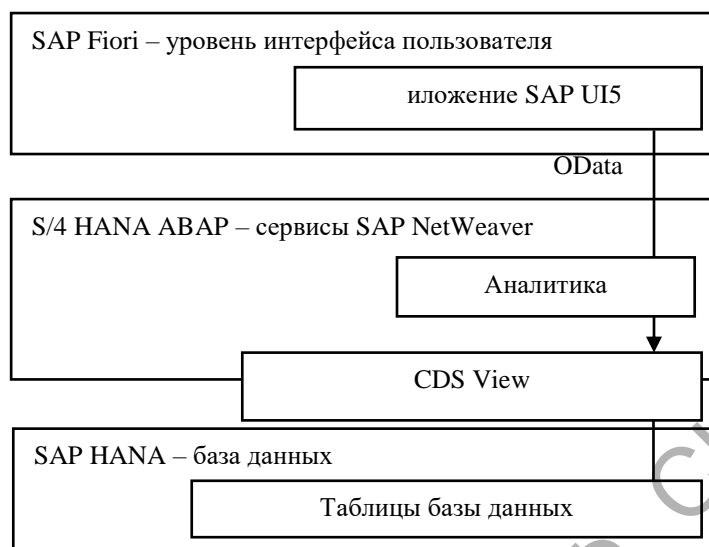 SAP Fiori – уровень интерфейса пользователя
иложение SAP UI5
OData
S/4 HANA ABAP – сервисы SAP NetWeaver
Аналитика
CDS View
SAP HANA – база данных
Таблицы базы данных